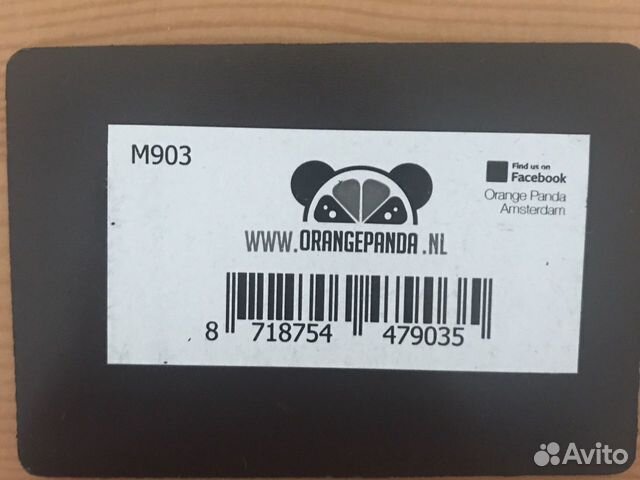 M903
Find us on
Facebook
Orange Panda
Amsterdam
WWW.ORANGEPANDA.NL
8 718754 479035
Avito